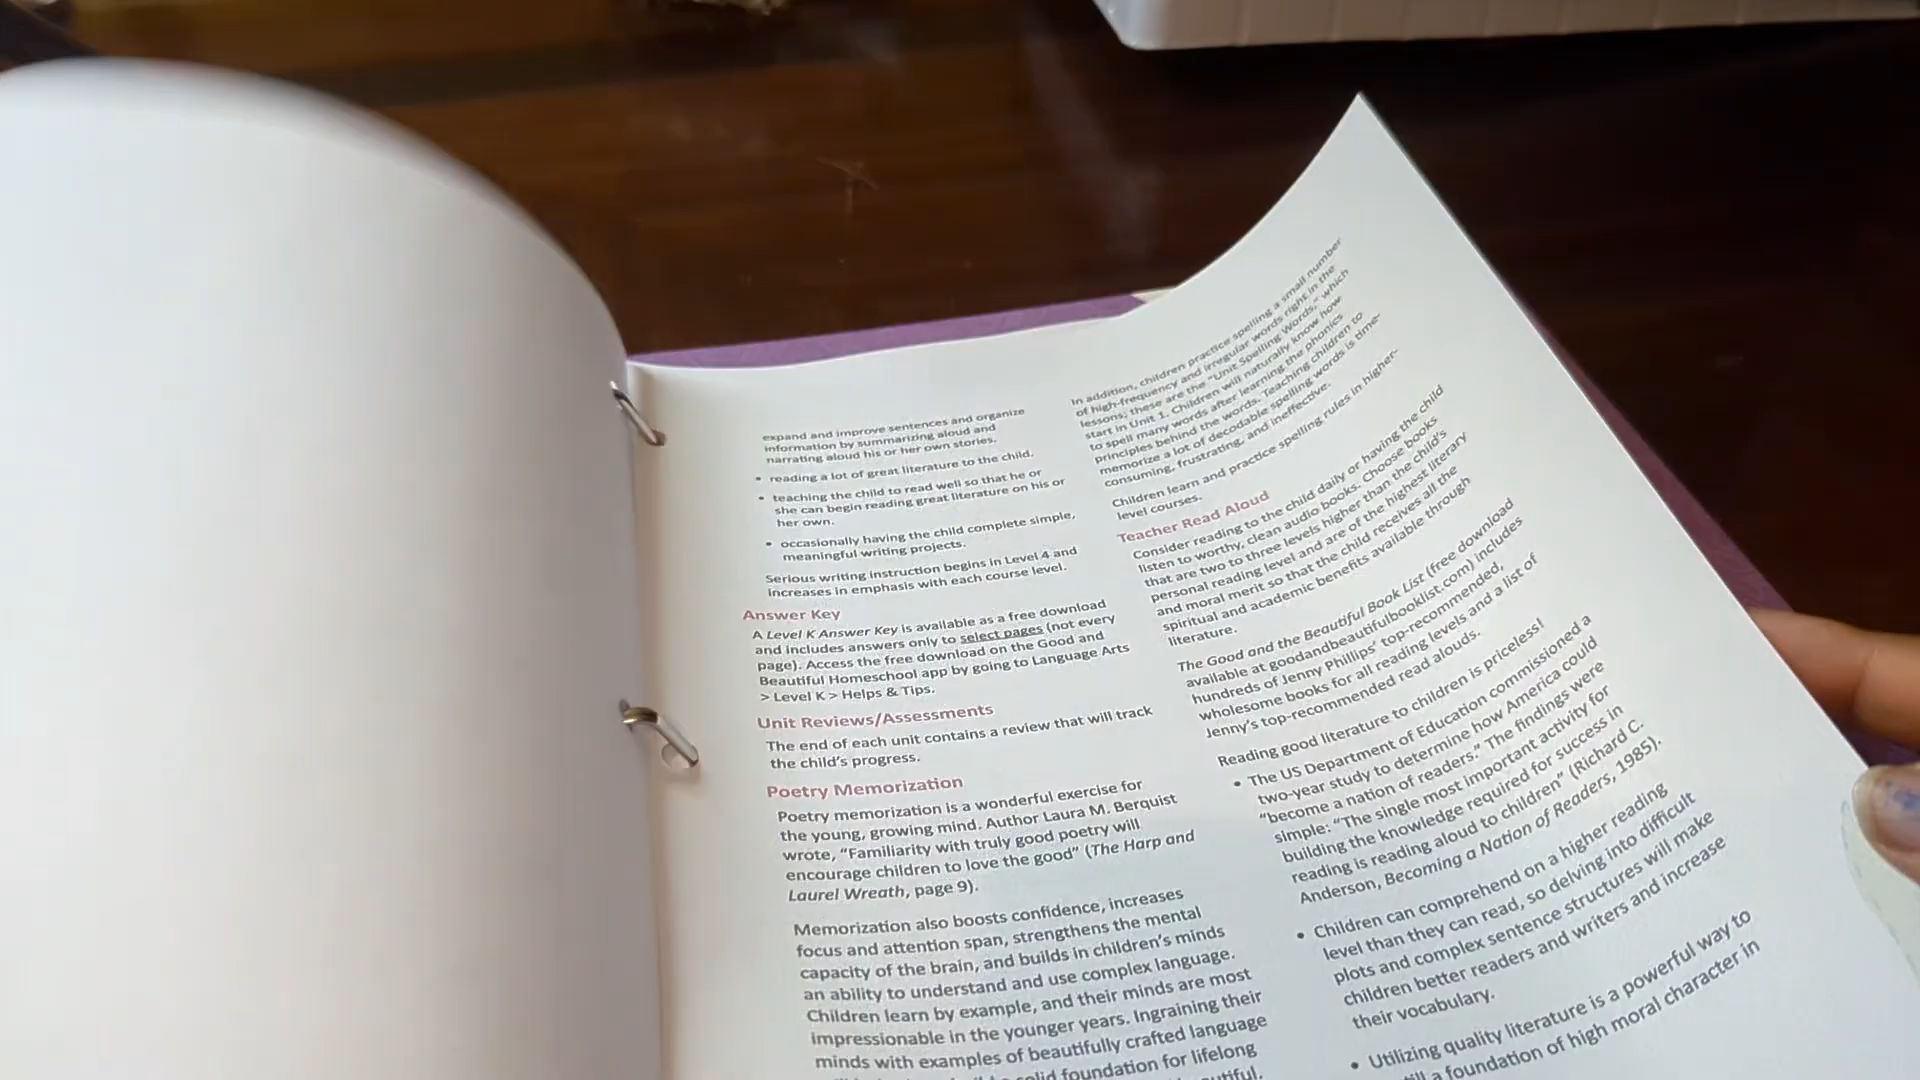 expand and improve sentences and organize
information by summarizing aloud and
narrating aloud his or her own stories.
• reading a lot of great literature to the child.
• teaching the child to read well so that he or
she can begin reading great literature on his or
her own.
• occasionally having the child complete simple,
meaningful writing projects.
Serious writing instruction begins in Level 4 and
increases in emphasis with each course level.
Answer Key
A Level K Answer Key is available as a free download
and includes answers only to select pages (not every
page). Access the free download on the Good and
Beautiful Homeschool app by going to Language Arts
> Level K > Helps & Tips.
Unit Reviews/Assessments
The end of each unit contains a review that will track
the child's progress.
Poetry Memorization
Poetry memorization is a wonderful exercise for
the young, growing mind. Author Laura M. Berquist
wrote, “Familiarity with truly good poetry will
encourage children to love the good” (The Harp and
Laurel Wreath, page 9).
Memorization also boosts confidence, increases
focus and attention span, strengthens the mental
capacity of the brain, and builds in children's minds
an ability to understand and use complex language.
Children learn by example, and their minds are most
impressionable in the younger years. Ingraining their
minds with examples of beautifully crafted language
solid foundation for lifelong
In addition, children practice spelling a small number
of high-frequency and irregular words right in the
lessons; these are the “Unit Spelling Words,” which
start in Unit 1. Children will naturally know how
to spell many words after learning the phonics
principles behind the words. Teaching children to
memorize a lot of decodable spelling words is time-
consuming, frustrating, and ineffective.
Children learn and practice spelling rules in higher-
level courses.
Teacher Read Aloud
Consider reading to the child daily or having the child
listen to worthy, clean audio books. Choose books
that are two to three levels higher than the child's
personal reading level and are of the highest literary
and moral merit so that the child receives all the
spiritual and academic benefits available through
literature.
The Good and the Beautiful Book List (free download
available at goodandbeautifulbooklist.com) includes
hundreds of Jenny Phillips' top-recommended,
wholesome books for all reading levels and a list of
Jenny's top-recommended read alouds.
Reading good literature to children is priceless!
• The US Department of Education commissioned a
two-year study to determine how America could
“become a nation of readers.” The findings were
simple: “The single most important activity for
building the knowledge required for success in
reading is reading aloud to children” (Richard C.
Anderson, Becoming a Nation of Readers, 1985).
• Children can comprehend on a higher reading
level than they can read, so delving into difficult
plots and complex sentence structures will make
children better readers and writers and increase
their vocabulary.
• Utilizing quality literature is a powerful way to
a foundation of high moral character in